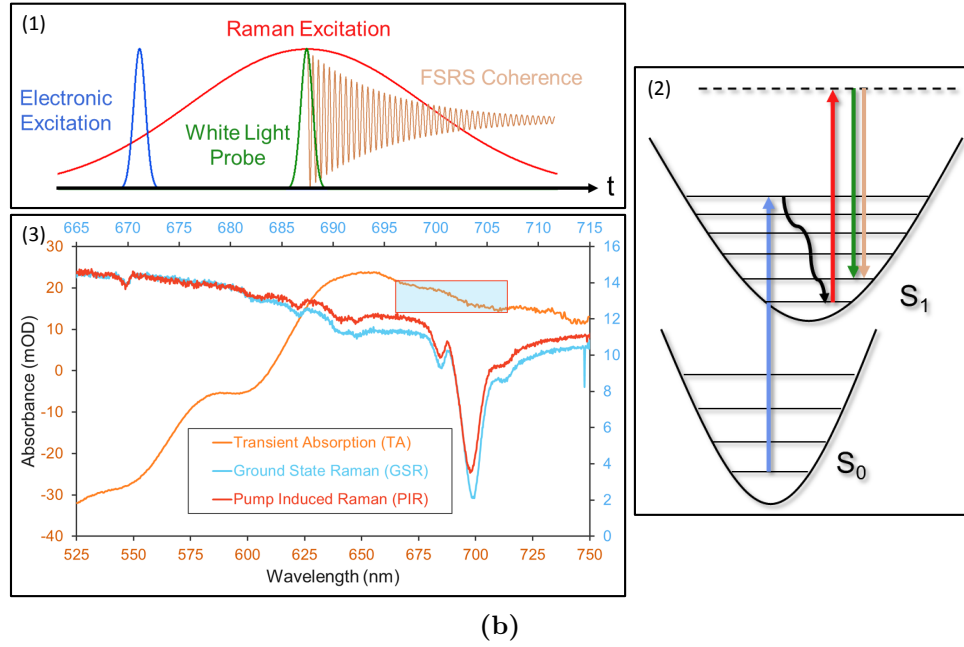 (1)
Raman Excitation
Electronic
Excitation
White Light
Probe
FSRS Coherence
t
(2)
S1
S0
(3)
665 670 675 680 685 690 695 700 705 710 715
30
20
10
0
-10
-20
-30
-40
Absorbance (mOD)
16
14
12
10
8
6
4
2
0
Transient Absorption (TA)
Ground State Raman (GSR)
Pump Induced Raman (PIR)
525 550 575 600 625 650 675 700 725 750
Wavelength (nm)
(b)